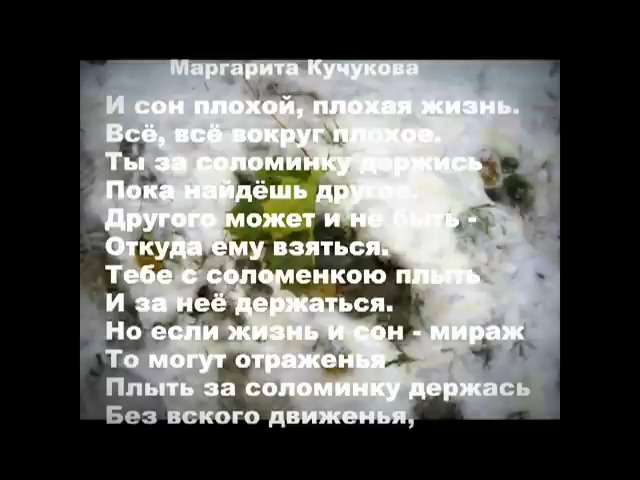 Маргарита Кучукова
И сон плохой, плохая жизнь.
Всё, всё вокруг плохое.
Ты за соломинку держись
Пока найдёшь другое.
Другого может и не быть -
Откуда ему взяться.
Тебе с соломенкою плыть
И за неё держаться.
Но если жизнь и сон - мираж
То могут отраженья
Плыть за соломинку держась
Без вского движенья,